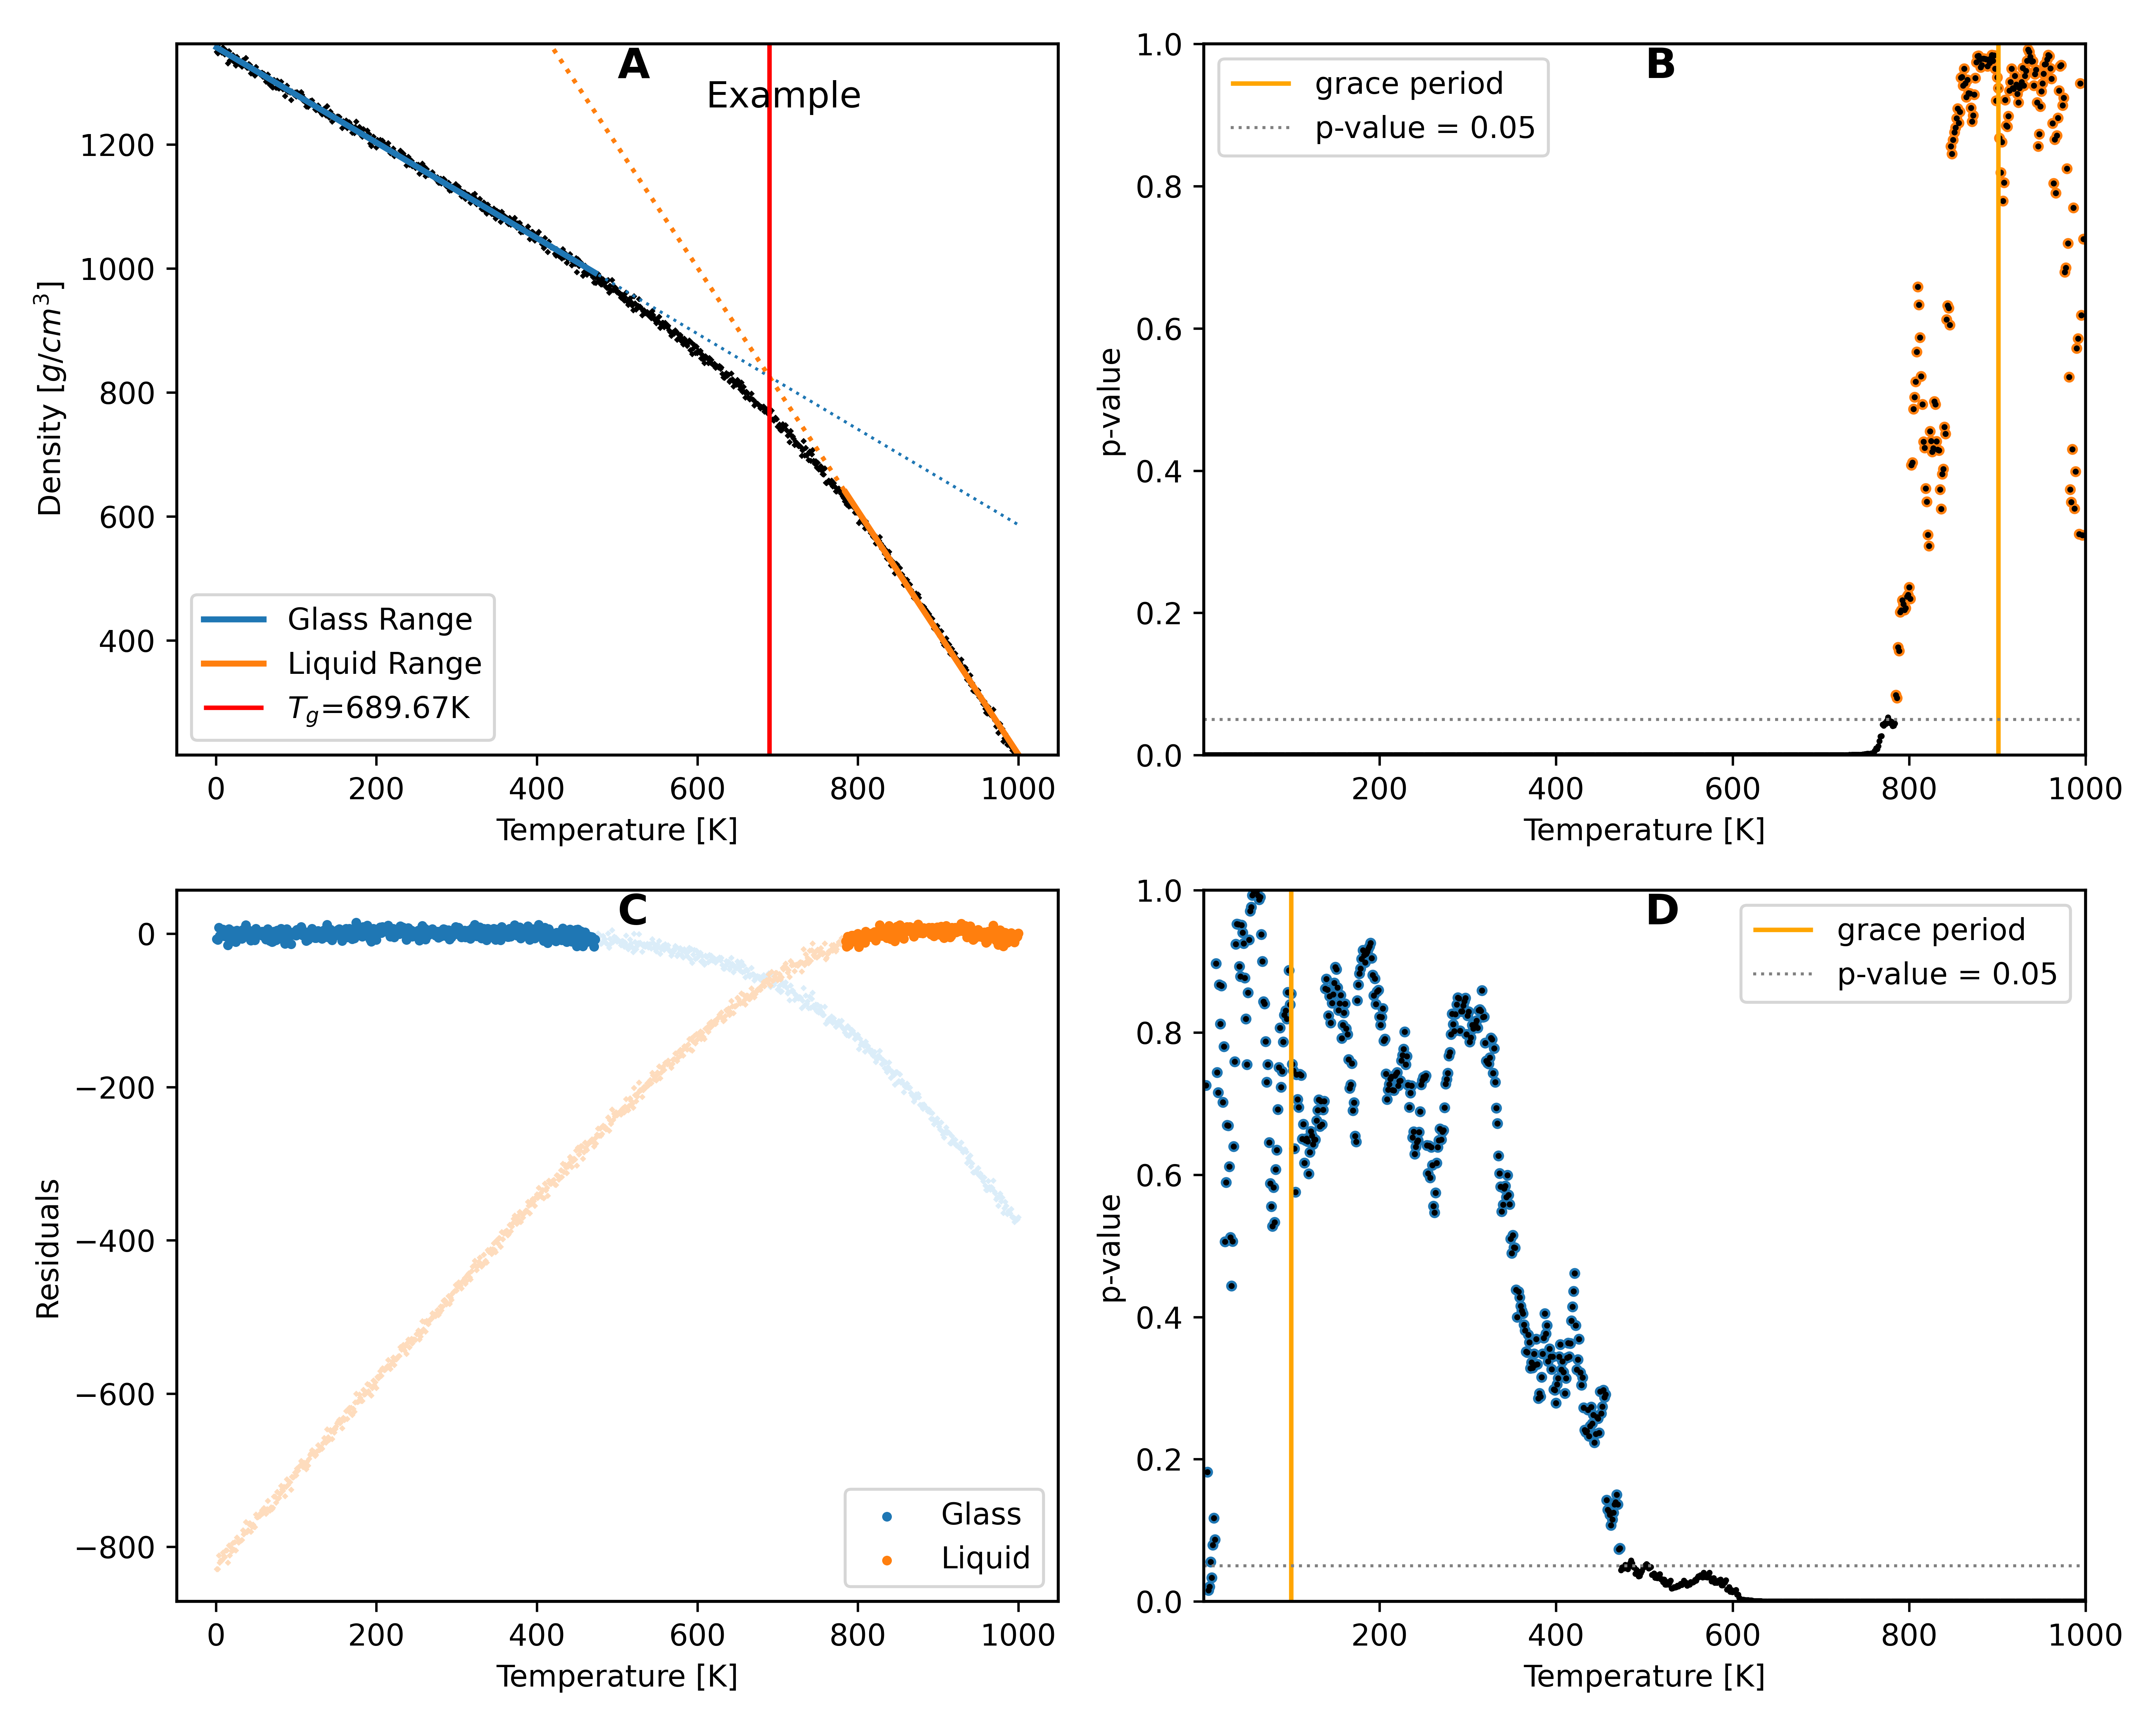 A
Example
Density [g/cm³]
1200
1000
800
600
400
Glass Range
Liquid Range
T_g=689.67K
0 200 400 600 800 1000
Temperature [K]
B
grace period
p-value = 0.05
p-value
1.0
0.8
0.6
0.4
0.2
0.0
200 400 600 800 1000
Temperature [K]
C
Residuals
0
−200
−400
−600
−800
Glass
Liquid
0 200 400 600 800 1000
Temperature [K]
D
grace period
p-value = 0.05
p-value
1.0
0.8
0.6
0.4
0.2
0.0
200 400 600 800 1000
Temperature [K]